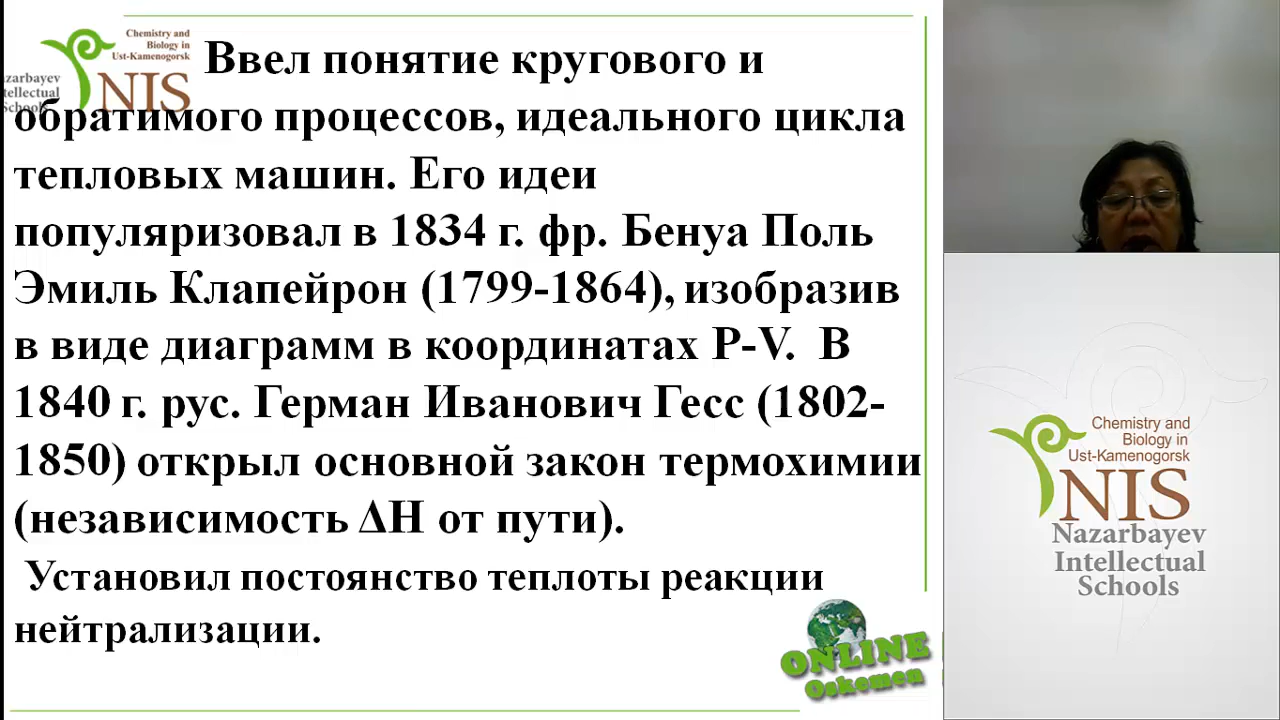 Chemistry and
Biology in
Ust-Kamenogorsk
NIS
Nazarbayev
Intellectual
Schools
Ввел понятие кругового и
обратимого процессов, идеального цикла
тепловых машин. Его идеи
популяризовал в 1834 г. фр. Бенуа Поль
Эмиль Клапейрон (1799-1864), изобразив
в виде диаграмм в координатах P-V. В
1840 г. рус. Герман Иванович Гесс (1802-
1850) открыл основной закон термохимии
(независимость ΔH от пути).
Установил постоянство теплоты реакции
нейтрализации.
ONLINE
Oskemen
Chemistry and
Biology in
Ust-Kamenogorsk
NIS
Nazarbayev
Intellectual
Schools